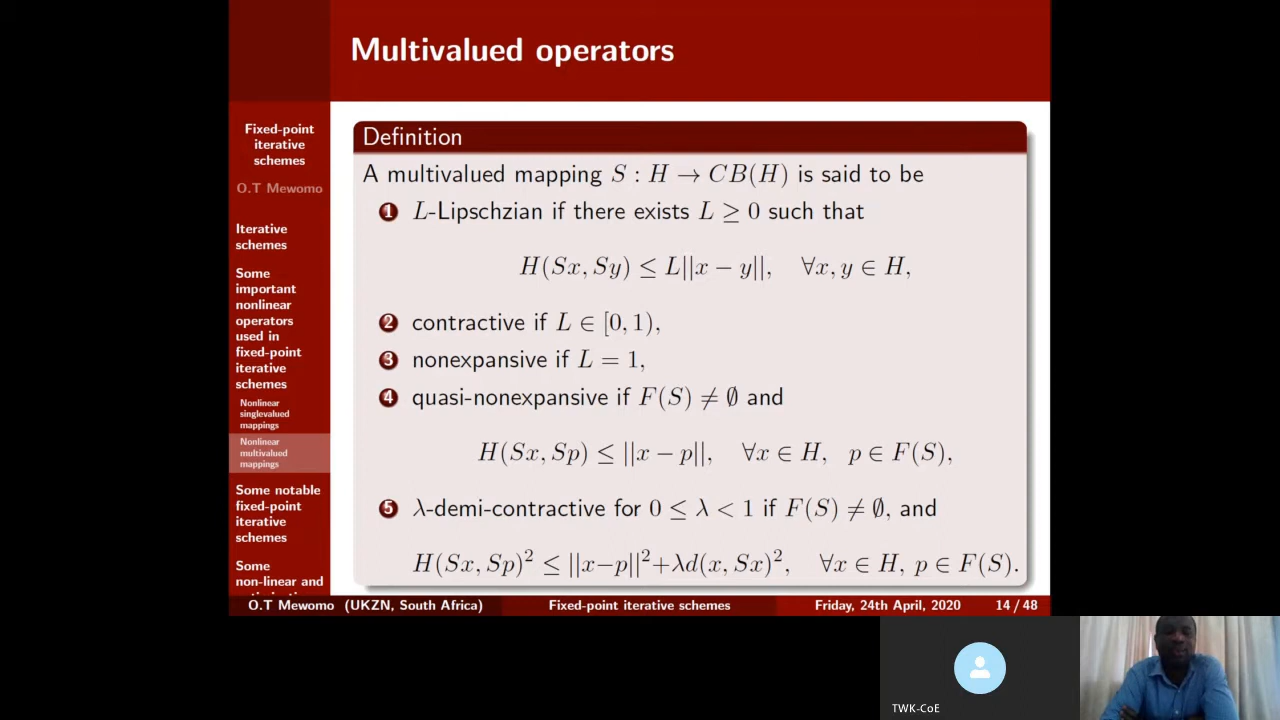 Multivalued operators
Fixed-point
iterative
schemes
O.T Mewomo
Iterative
schemes
Some
important
nonlinear
operators
used in
fixed-point
iterative
schemes
Nonlinear
singlevalued
mappings
Nonlinear
multivalued
mappings
Some notable
fixed-point
iterative
schemes
Some
non-linear and
Definition
A multivalued mapping S : H → CB(H) is said to be
1 L-Lipschzian if there exists L ≥ 0 such that
H(Sx, Sy) ≤ L||x − y||, ∀x, y ∈ H,
2 contractive if L ∈ [0, 1),
3 nonexpansive if L = 1,
4 quasi-nonexpansive if F(S) ≠ ∅ and
H(Sx, Sp) ≤ ||x − p||, ∀x ∈ H, p ∈ F(S),
5 λ-demi-contractive for 0 ≤ λ < 1 if F(S) ≠ ∅, and
H(Sx, Sp)² ≤ ||x−p||²+λd(x, Sx)², ∀x ∈ H, p ∈ F(S).
O.T Mewomo (UKZN, South Africa) Fixed-point iterative schemes Friday, 24th April, 2020 14 / 48
TWK-CoE